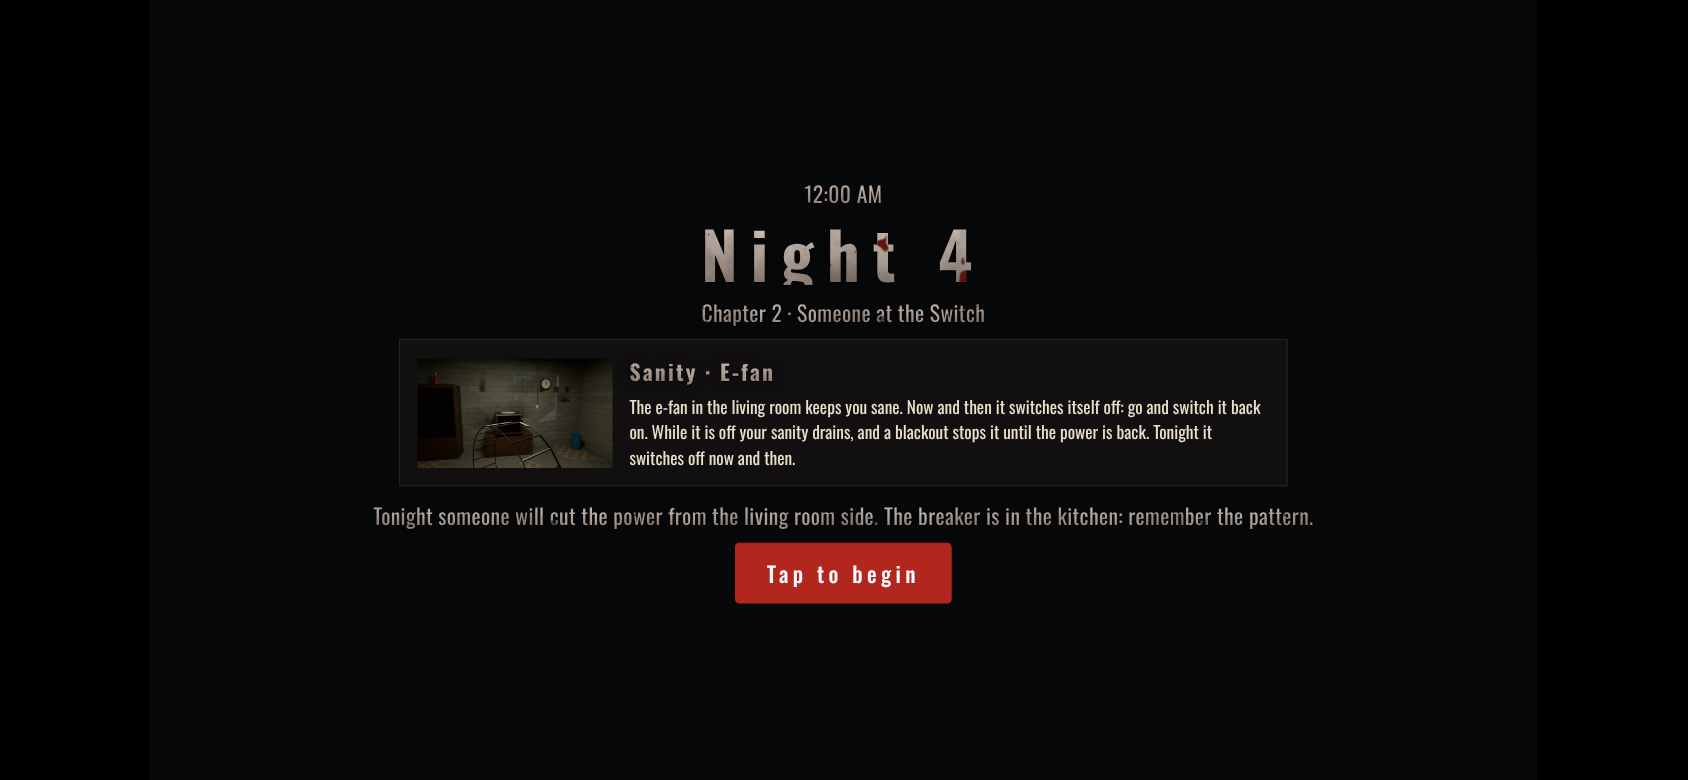 12:00 AM
Night 4
Chapter 2 · Someone at the Switch
Sanity · E-fan
The e-fan in the living room keeps you sane. Now and then it switches itself off: go and switch it back
on. While it is off your sanity drains, and a blackout stops it until the power is back. Tonight it
switches off now and then.
Tonight someone will cut the power from the living room side. The breaker is in the kitchen: remember the pattern.
Tap to begin